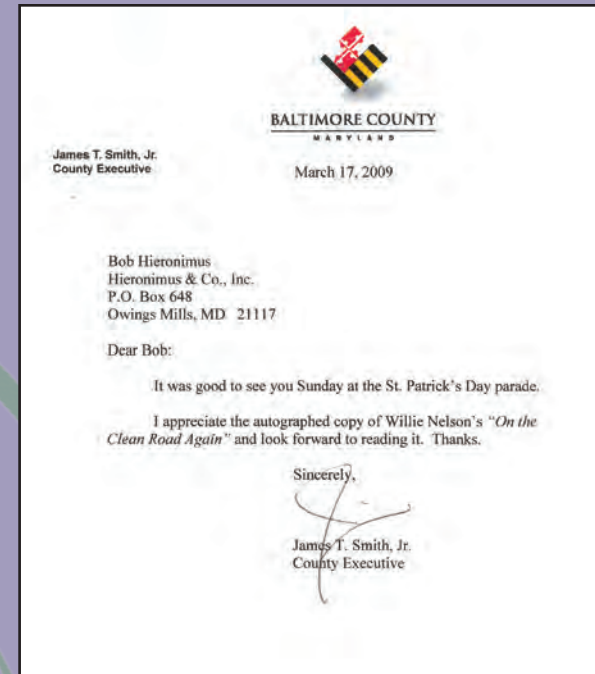 BALTIMORE COUNTY
MARYLAND
James T. Smith, Jr.
County Executive
March 17, 2009
Bob Hieronimus
Hieronimus & Co., Inc.
P.O. Box 648
Owings Mills, MD 21117
Dear Bob:
It was good to see you Sunday at the St. Patrick's Day parade.
I appreciate the autographed copy of Willie Nelson's "On the
Clean Road Again" and look forward to reading it. Thanks.
Sincerely,
James T. Smith, Jr.
County Executive